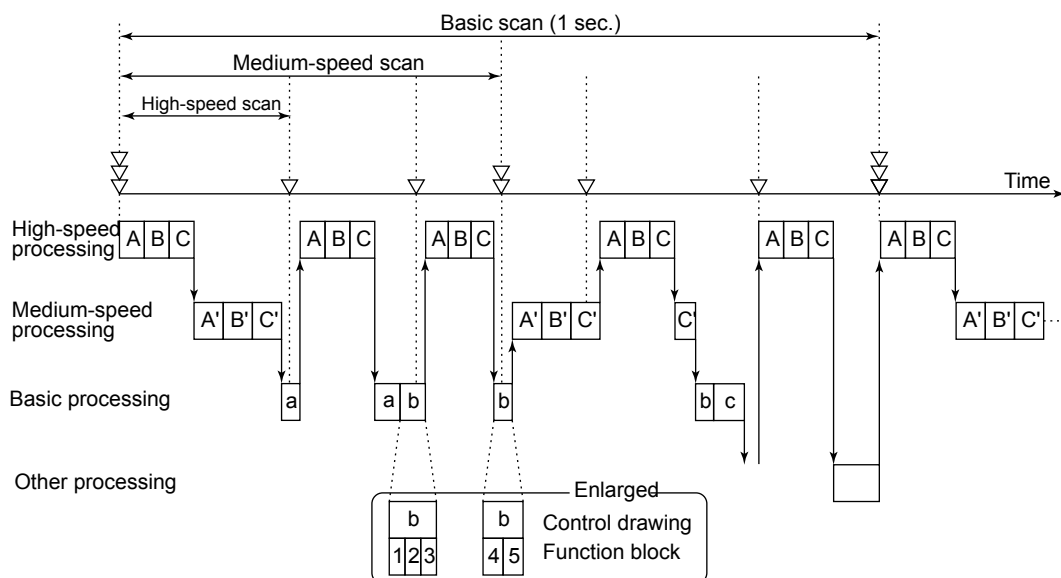 Basic scan (1 sec.)
Medium-speed scan
High-speed scan
Time
High-speed
processing
A B C A B C A B C A B C A B C A B C
Medium-speed
processing
A' B' C' A' B' C' C' A' B' C'
Basic processing
a a b b b c
Other processing
Enlarged
b b Control drawing
1 2 3 4 5 Function block